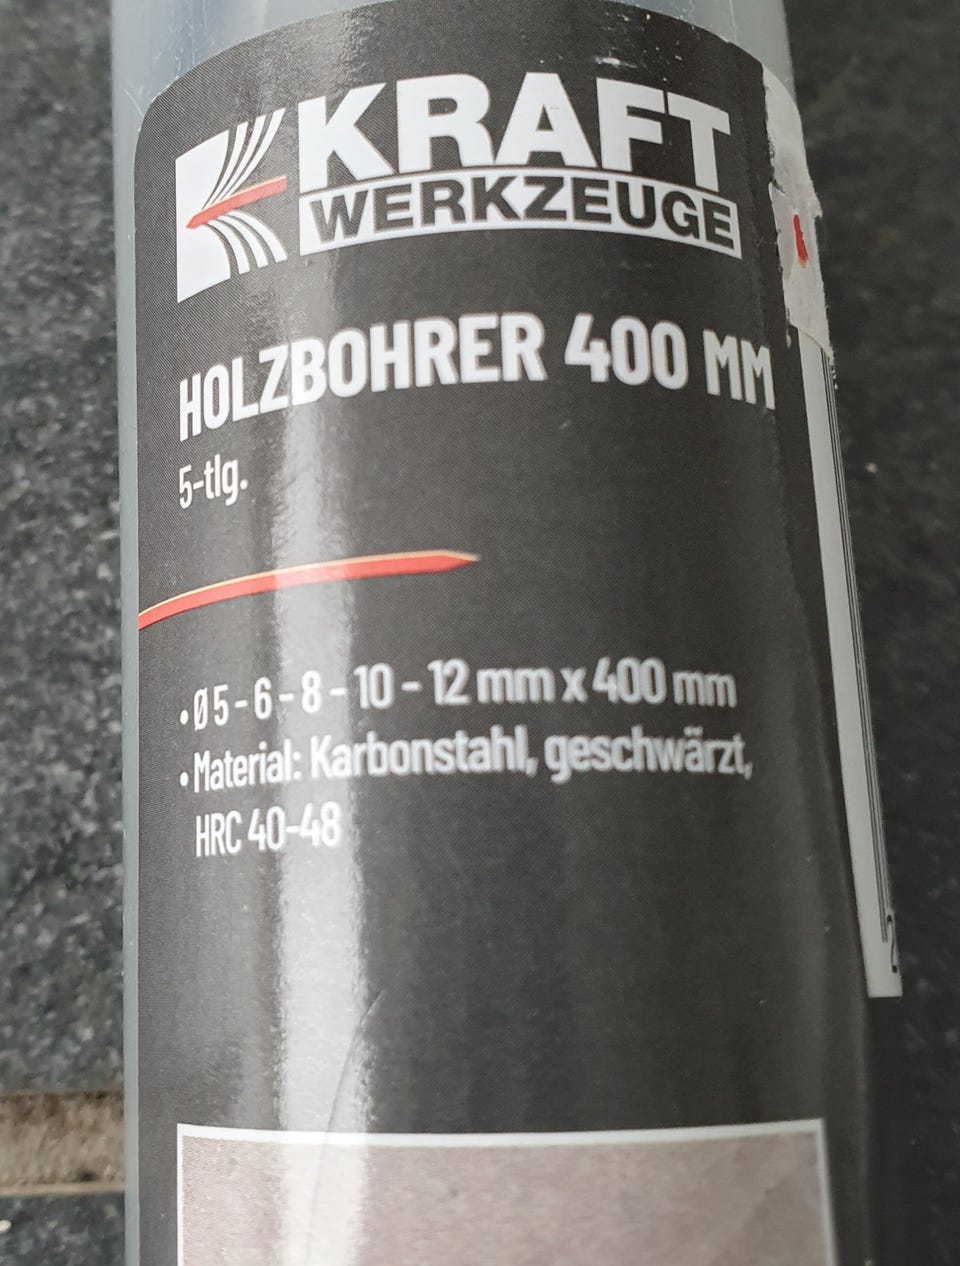 KRAFT
WERKZEUGE
HOLZBOHRER 400 MM
5-tlg.
• Ø 5 - 6 - 8 - 10 - 12 mm x 400 mm
• Material: Karbonstahl, geschwärzt,
HRC 40-48
2